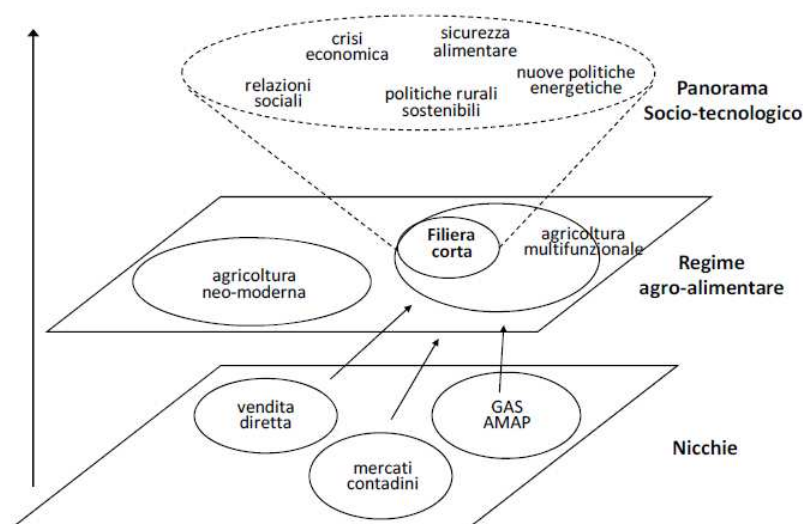 crisi
economica
sicurezza
alimentare
relazioni
sociali
politiche rurali
sostenibili
nuove politiche
energetiche
Panorama
Socio-tecnologico
Filiera
corta
agricoltura
multifunzionale
agricoltura
neo-moderna
Regime
agro-alimentare
vendita
diretta
GAS
AMAP
mercati
contadini
Nicchie